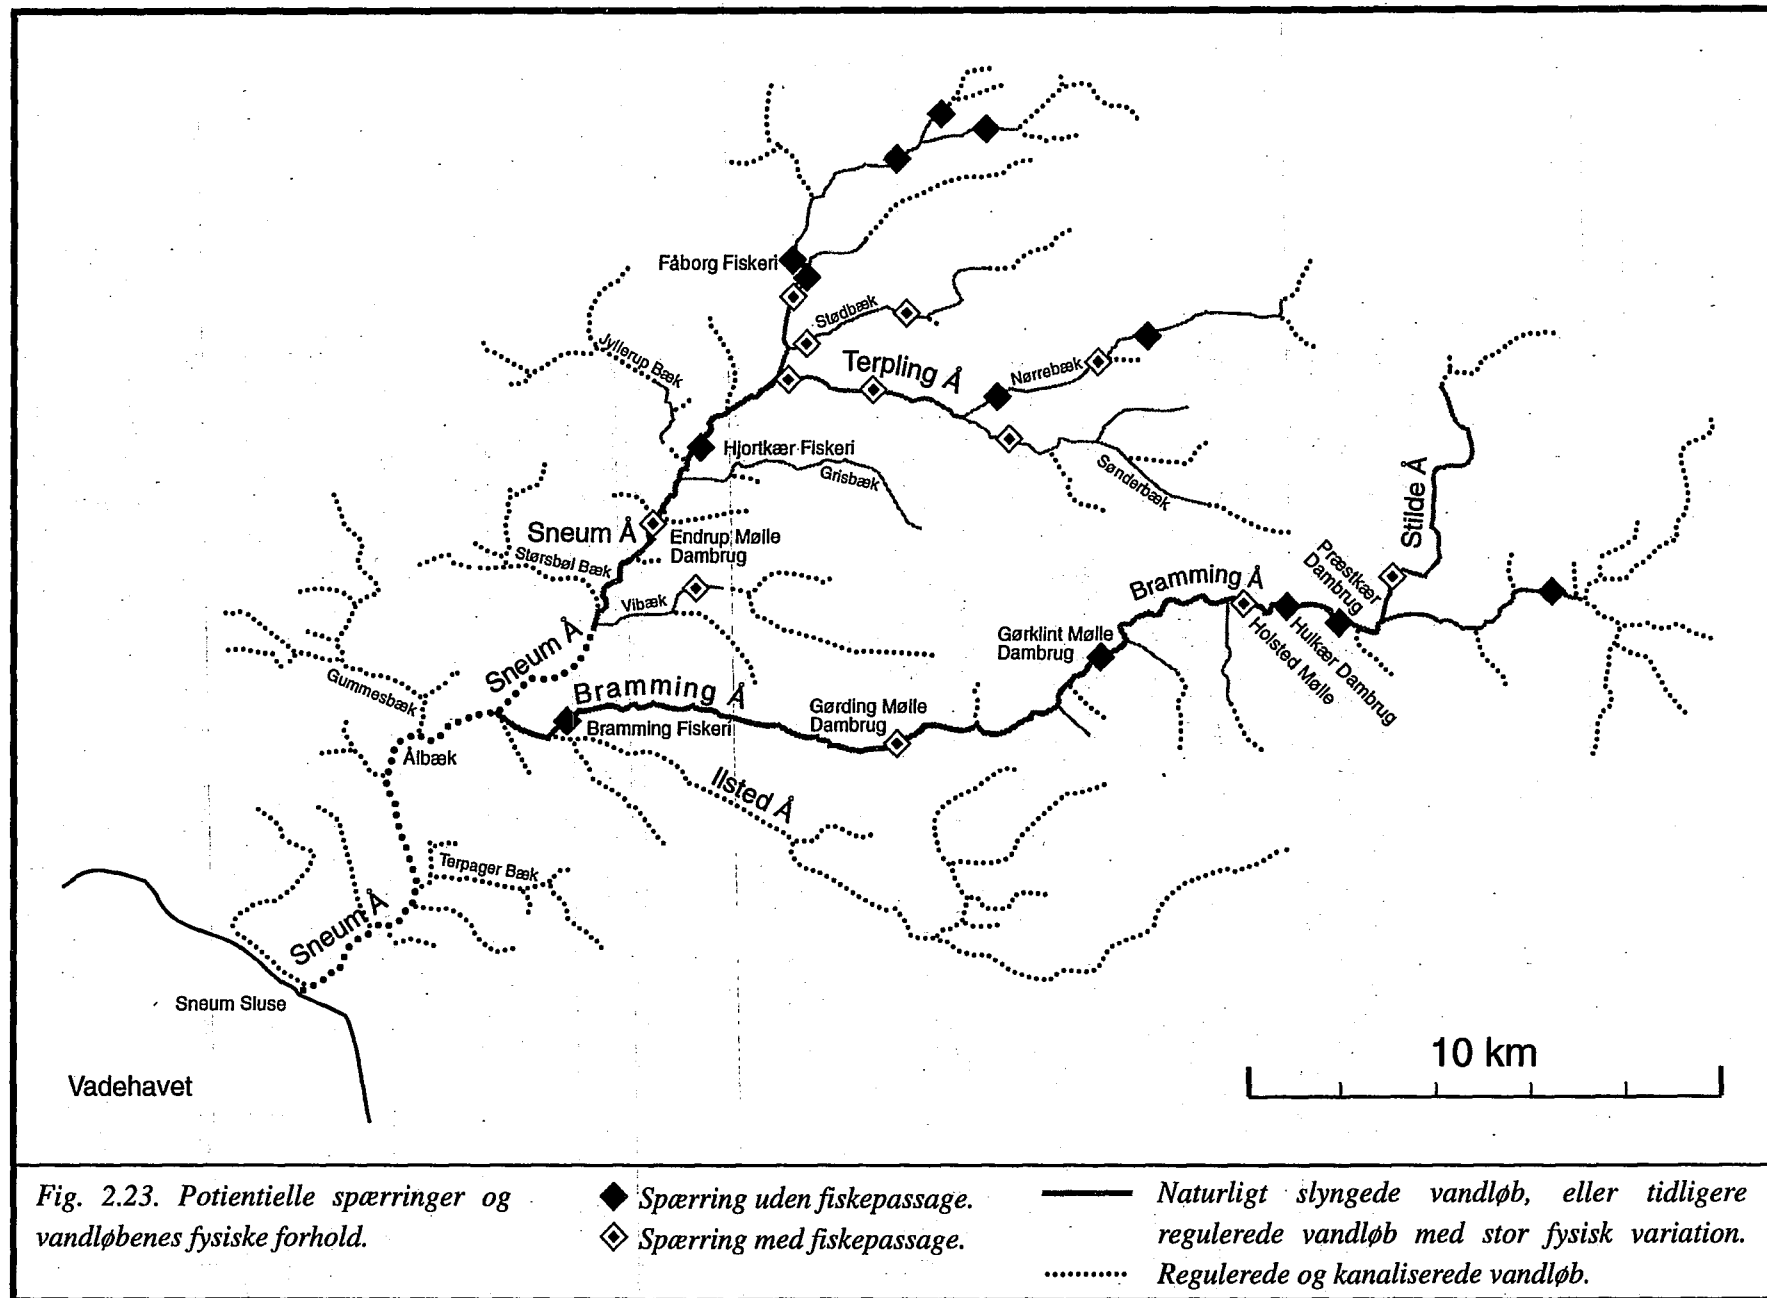 Fåborg Fiskeri
Stødbæk
Jyllerup Bæk
Terpling Å
Nørrebæk
Hjortkær Fiskeri
Grisbæk
Sønderbæk
Stilde Å
Sneum Å
Endrup Mølle
Dambrug
Størsbøl Bæk
Vibæk
Præstkær
Dambrug
Bramming Å
Hulkær Dambrug
Holsted Mølle
Gørklint Mølle
Dambrug
Sneum Å
Gummesbæk
Bramming Å
Bramming Fiskeri
Gørding Mølle
Dambrug
Ålbæk
Ilsted Å
Terpager Bæk
Sneum Å
Sneum Sluse
Vadehavet
10 km
Fig. 2.23. Potientielle spærringer og
vandløbenes fysiske forhold.
Spærring uden fiskepassage.
Spærring med fiskepassage.
Naturligt slyngede vandløb, eller tidligere
regulerede vandløb med stor fysisk variation.
Regulerede og kanaliserede vandløb.